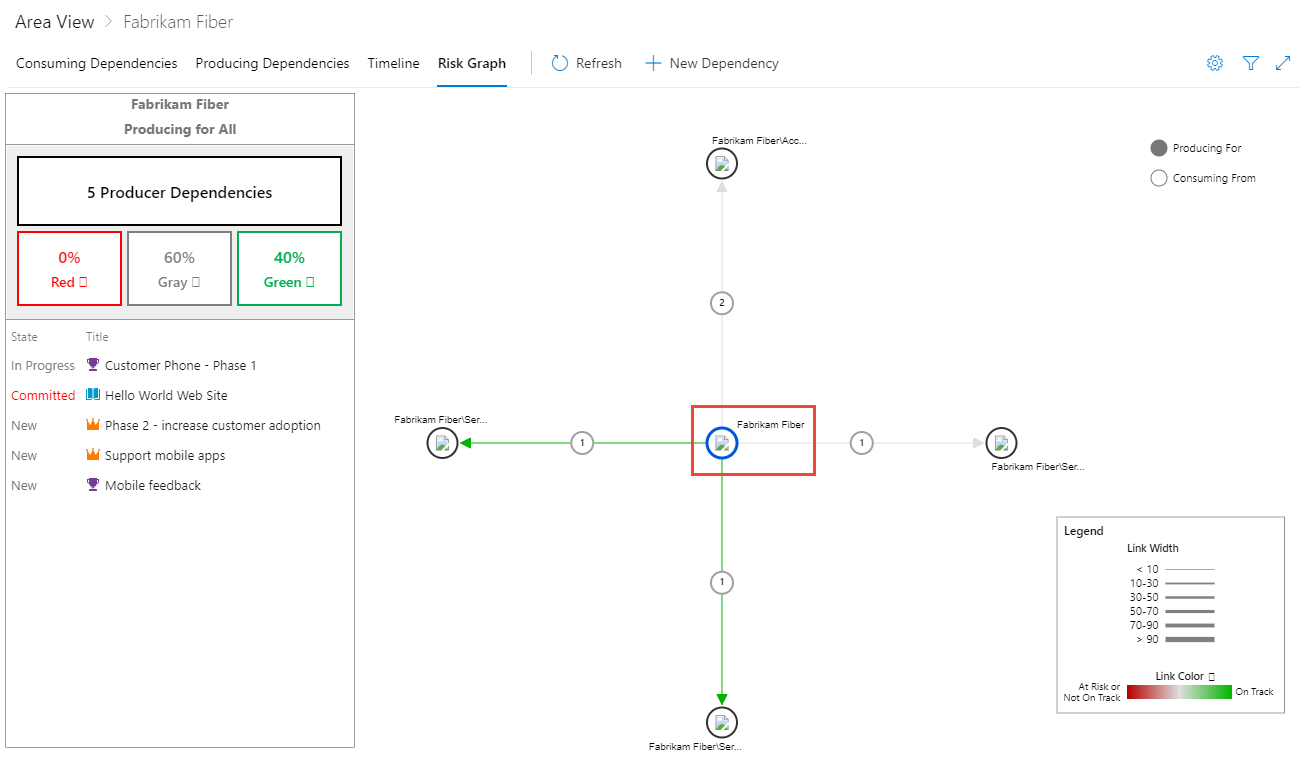 Area View > Fabrikam Fiber
Consuming Dependencies Producing Dependencies Timeline Risk Graph Refresh New Dependency
Fabrikam Fiber
Producing for All
5 Producer Dependencies
0% 60% 40%
Red Gray Green
State Title
In Progress Customer Phone - Phase 1
Committed Hello World Web Site
New Phase 2 - increase customer adoption
New Support mobile apps
New Mobile feedback
Fabrikam Fiber\Acc...
2
Fabrikam Fiber\Ser...
1
Fabrikam Fiber
1
Fabrikam Fiber\Ser...
1
Fabrikam Fiber\Ser...
Producing For
Consuming From
Legend
Link Width
< 10
10-30
30-50
50-70
70-90
> 90
Link Color
At Risk or
Not On Track
On Track